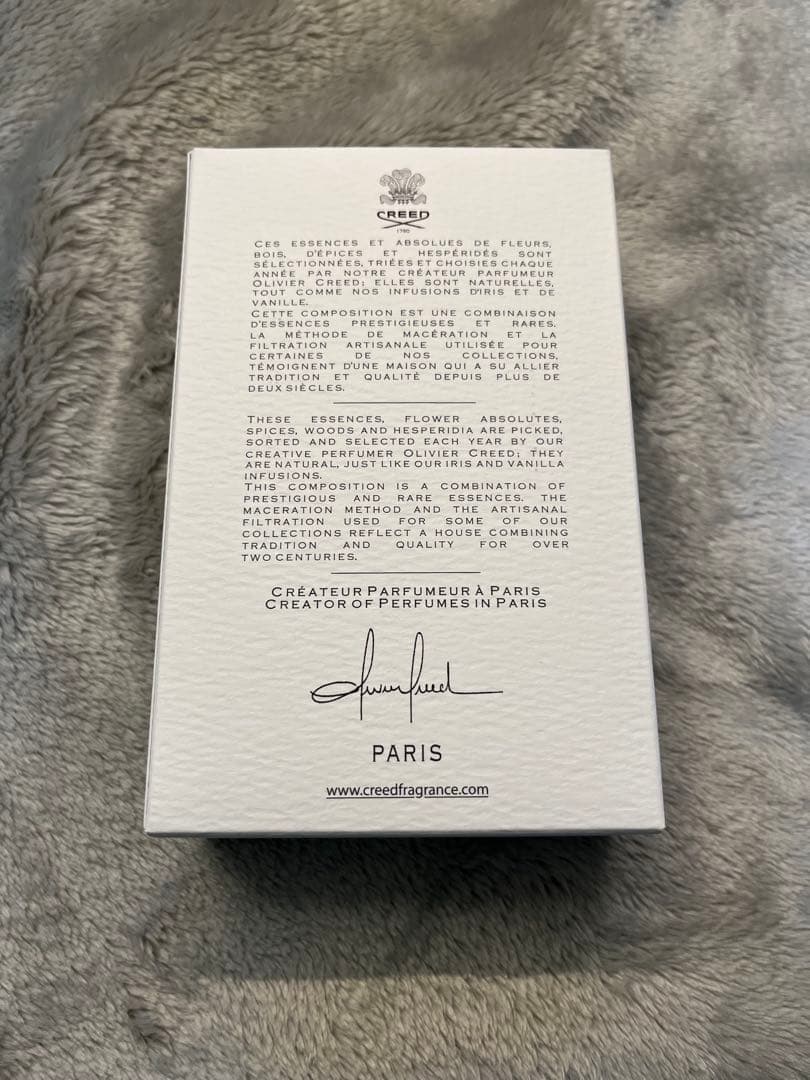 CREED
1760
CES ESSENCES ET ABSOLUES DE FLEURS,
BOIS, D'ÉPICES ET HESPÉRIDÉS SONT
SÉLECTIONNÉES, TRIÉES ET CHOISIES CHAQUE
ANNÉE PAR NOTRE CRÉATEUR PARFUMEUR
OLIVIER CREED; ELLES SONT NATURELLES,
TOUT COMME NOS INFUSIONS D'IRIS ET DE
VANILLE.
CETTE COMPOSITION EST UNE COMBINAISON
D'ESSENCES PRESTIGIEUSES ET RARES.
LA MÉTHODE DE MACÉRATION ET LA
FILTRATION ARTISANALE UTILISÉE POUR
CERTAINES DE NOS COLLECTIONS,
TÉMOIGNENT D'UNE MAISON QUI A SU ALLIER
TRADITION ET QUALITÉ DEPUIS PLUS DE
DEUX SIÈCLES.
THESE ESSENCES, FLOWER ABSOLUTES,
SPICES, WOODS AND HESPERIDIA ARE PICKED,
SORTED AND SELECTED EACH YEAR BY OUR
CREATIVE PERFUMER OLIVIER CREED; THEY
ARE NATURAL, JUST LIKE OUR IRIS AND VANILLA
INFUSIONS.
THIS COMPOSITION IS A COMBINATION OF
PRESTIGIOUS AND RARE ESSENCES. THE
MACERATION METHOD AND THE ARTISANAL
FILTRATION USED FOR SOME OF OUR
COLLECTIONS REFLECT A HOUSE COMBINING
TRADITION AND QUALITY FOR OVER
TWO CENTURIES.
CRÉATEUR PARFUMEUR À PARIS
CREATOR OF PERFUMES IN PARIS
Olivier Creed
PARIS
www.creedfragrance.com